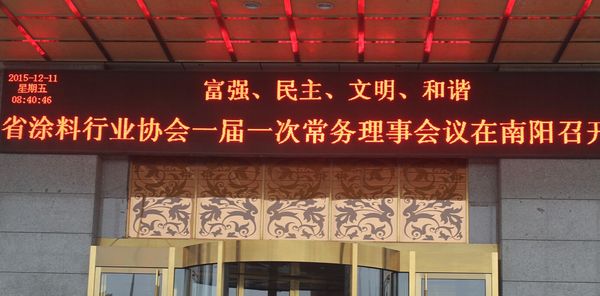 2015-12-11
星期五
08:40:46
富强、民主、文明、和谐
省涂料行业协会一届一次常务理事会议在南阳召开